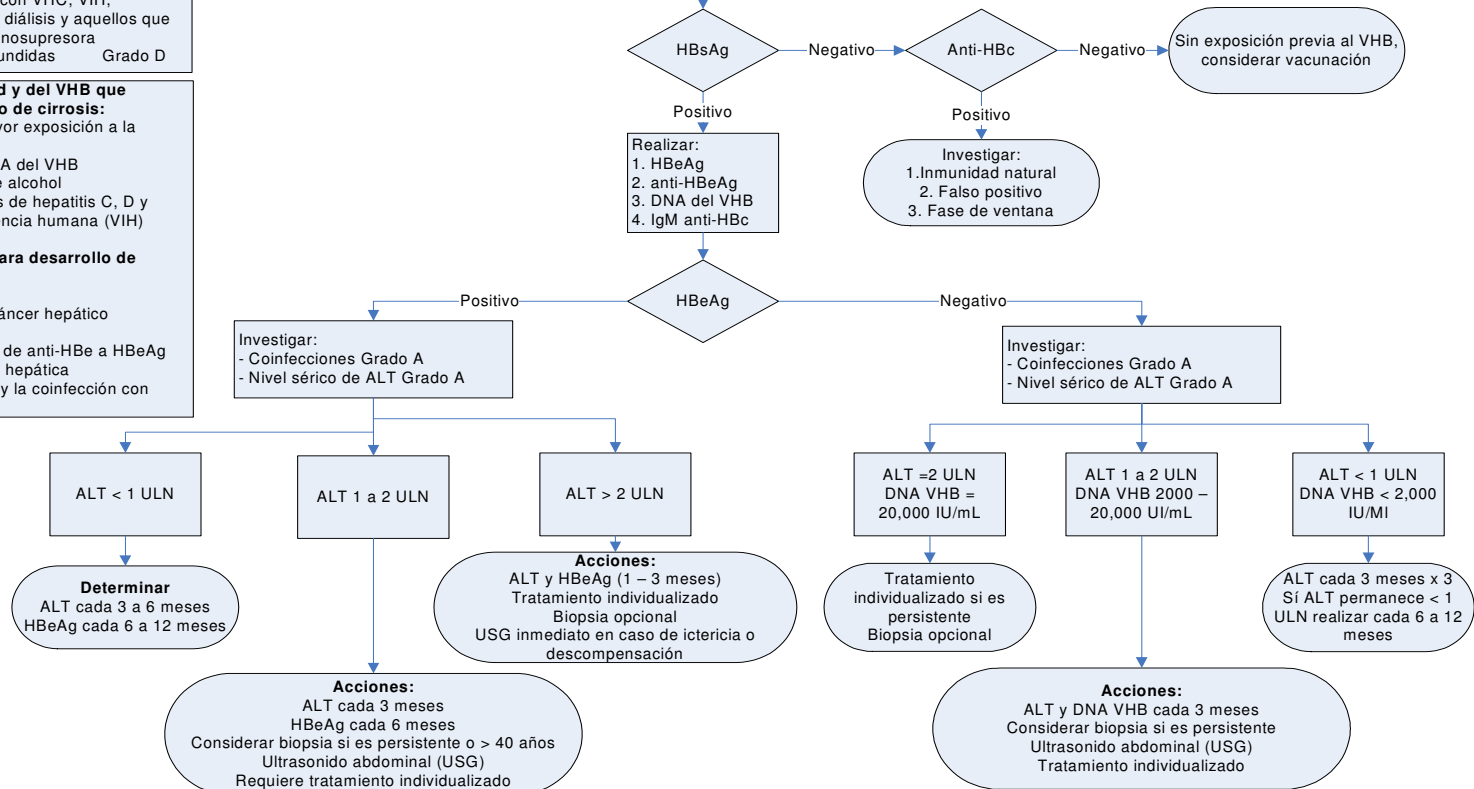 con VHC, VIH,
diálisis y aquellos que
nosupresora
undidas Grado D
d y del VHB que
o de cirrosis:
yor exposición a la
A del VHB
e alcohol
s de hepatitis C, D y
encia humana (VIH)
para desarrollo de
áncer hepático
de anti-HBe a HBeAg
hepática
y la coinfección con
HBsAg
Negativo
Anti-HBc
Negativo
Sin exposición previa al VHB,
considerar vacunación
Positivo
Positivo
Realizar:
1. HBeAg
2. anti-HBeAg
3. DNA del VHB
4. IgM anti-HBc
Investigar:
1.Inmunidad natural
2. Falso positivo
3. Fase de ventana
HBeAg
Positivo
Negativo
Investigar:
- Coinfecciones Grado A
- Nivel sérico de ALT Grado A
Investigar:
- Coinfecciones Grado A
- Nivel sérico de ALT Grado A
ALT < 1 ULN
ALT 1 a 2 ULN
ALT > 2 ULN
ALT =2 ULN
DNA VHB =
20,000 IU/mL
ALT 1 a 2 ULN
DNA VHB 2000 –
20,000 UI/mL
ALT < 1 ULN
DNA VHB < 2,000
IU/MI
Determinar
ALT cada 3 a 6 meses
HBeAg cada 6 a 12 meses
Acciones:
ALT y HBeAg (1 – 3 meses)
Tratamiento individualizado
Biopsia opcional
USG inmediato en caso de ictericia o
descompensación
Tratamiento
individualizado si es
persistente
Biopsia opcional
ALT cada 3 meses x 3
Sí ALT permanece < 1
ULN realizar cada 6 a 12
meses
Acciones:
ALT cada 3 meses
HBeAg cada 6 meses
Considerar biopsia si es persistente o > 40 años
Ultrasonido abdominal (USG)
Requiere tratamiento individualizado
Acciones:
ALT y DNA VHB cada 3 meses
Considerar biopsia si es persistente
Ultrasonido abdominal (USG)
Tratamiento individualizado